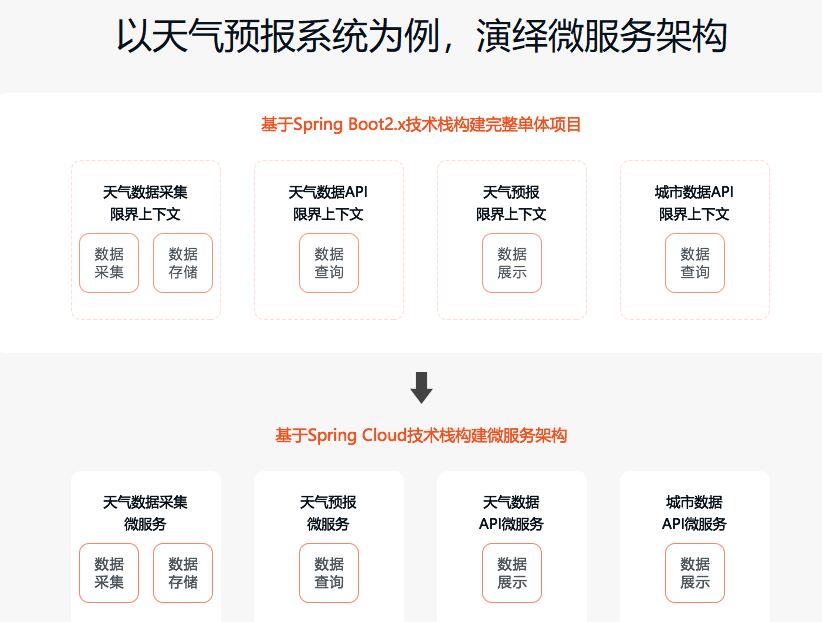 以天气预报系统为例，演绎微服务架构
基于Spring Boot2.x技术栈构建完整单体项目
天气数据采集
限界上下文
数据
采集
数据
存储
天气数据API
限界上下文
数据
查询
天气预报
限界上下文
数据
展示
城市数据API
限界上下文
数据
查询
基于Spring Cloud技术栈构建微服务架构
天气数据采集
微服务
数据
采集
数据
存储
天气预报
微服务
数据
查询
天气数据
API微服务
数据
展示
城市数据
API微服务
数据
展示